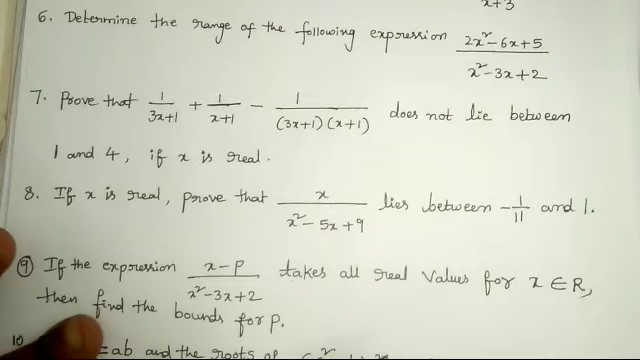 x+3
6. Determine the range of the following expression (2x²-6x+5)/(x²-3x+2)
7. Prove that 1/(3x+1) + 1/(x+1) - 1/((3x+1)(x+1)) does not lie between
1 and 4, if x is real.
8. If x is real, prove that x/(x²-5x+9) lies between -1/11 and 1.
9 If the expression (x-p)/(x²-3x+2) takes all real values for x ∈ R,
then find the bounds for p.
10 =ab and the roots of